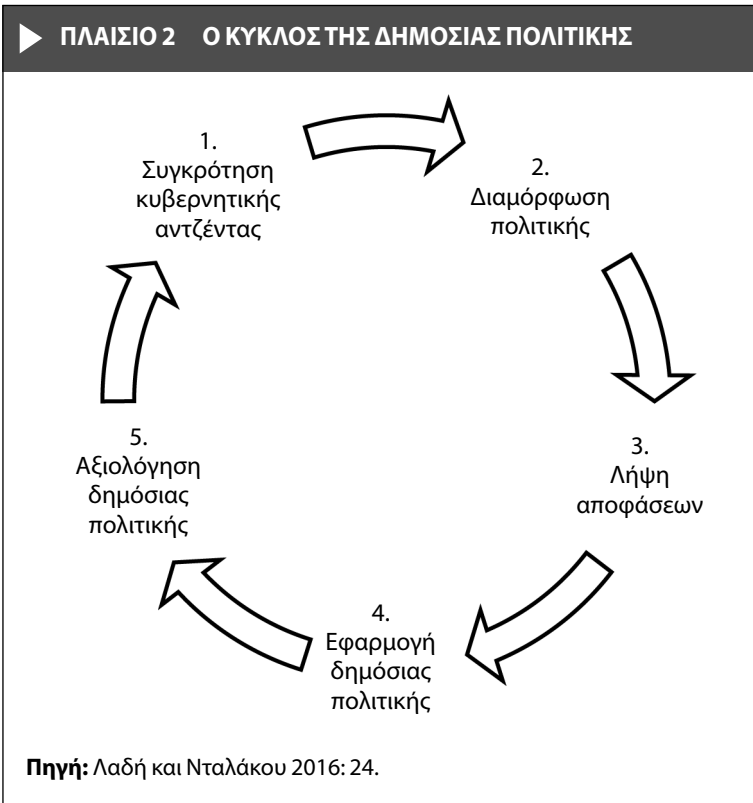 ΠΛΑΙΣΙΟ 2 Ο ΚΥΚΛΟΣ ΤΗΣ ΔΗΜΟΣΙΑΣ ΠΟΛΙΤΙΚΗΣ
1.
Συγκρότηση
κυβερνητικής
αντζέντας
2.
Διαμόρφωση
πολιτικής
3.
Λήψη
αποφάσεων
4.
Εφαρμογή
δημόσιας
πολιτικής
5.
Αξιολόγηση
δημόσιας
πολιτικής
Πηγή: Λαδή και Νταλάκου 2016: 24.